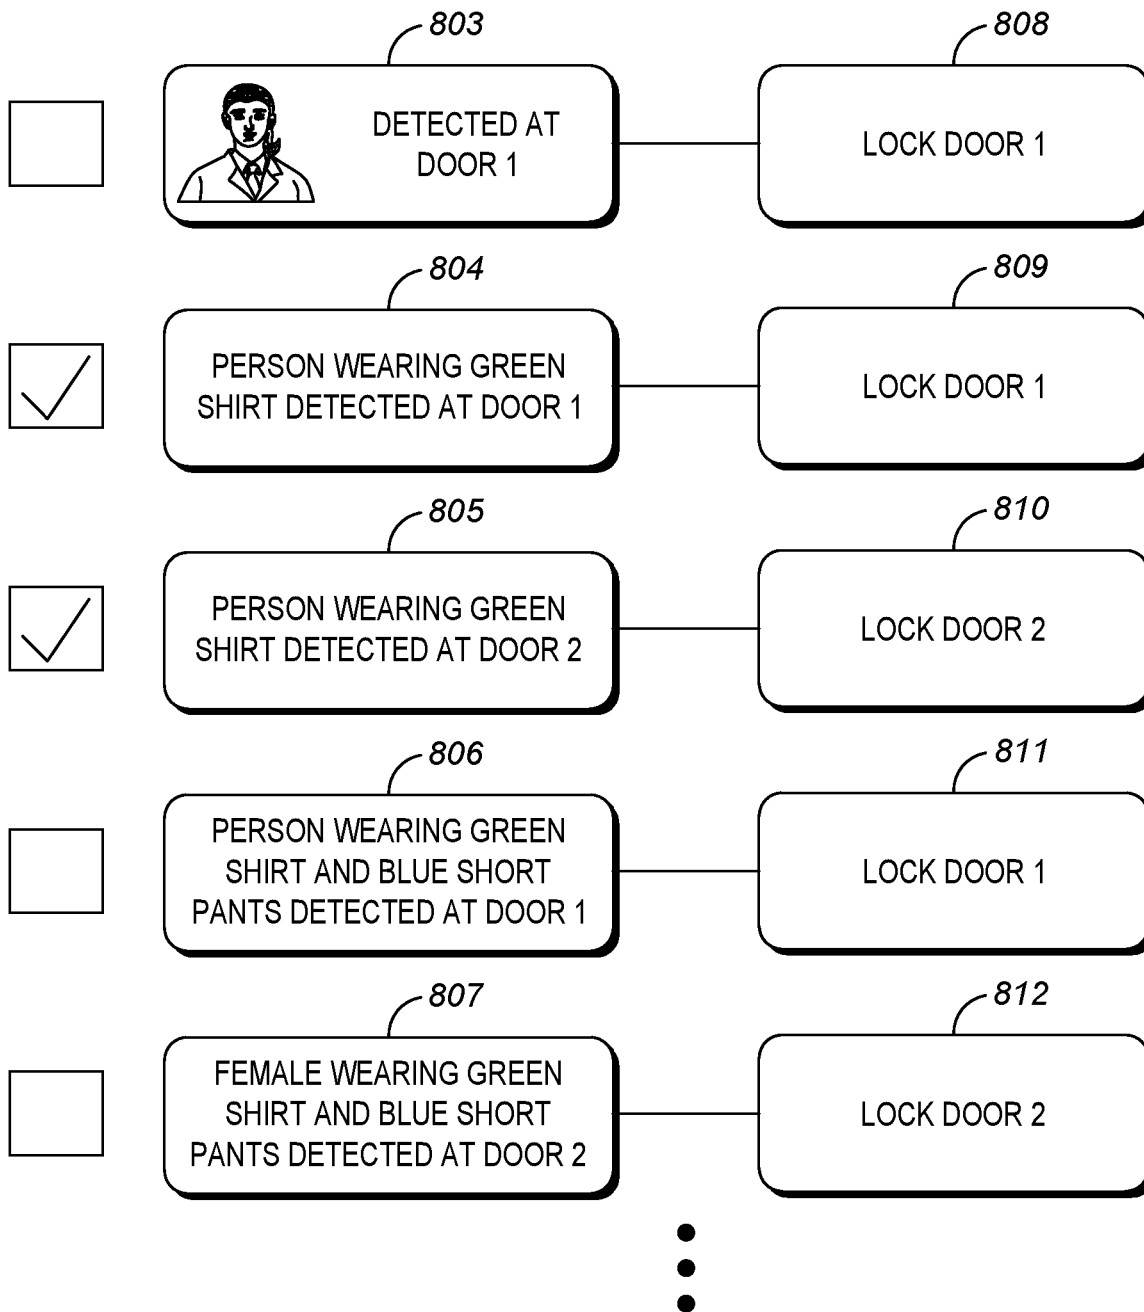 803
808
DETECTED AT
DOOR 1
LOCK DOOR 1
804
809
PERSON WEARING GREEN
SHIRT DETECTED AT DOOR 1
LOCK DOOR 1
805
810
PERSON WEARING GREEN
SHIRT DETECTED AT DOOR 2
LOCK DOOR 2
806
811
PERSON WEARING GREEN
SHIRT AND BLUE SHORT
PANTS DETECTED AT DOOR 1
LOCK DOOR 1
807
812
FEMALE WEARING GREEN
SHIRT AND BLUE SHORT
PANTS DETECTED AT DOOR 2
LOCK DOOR 2